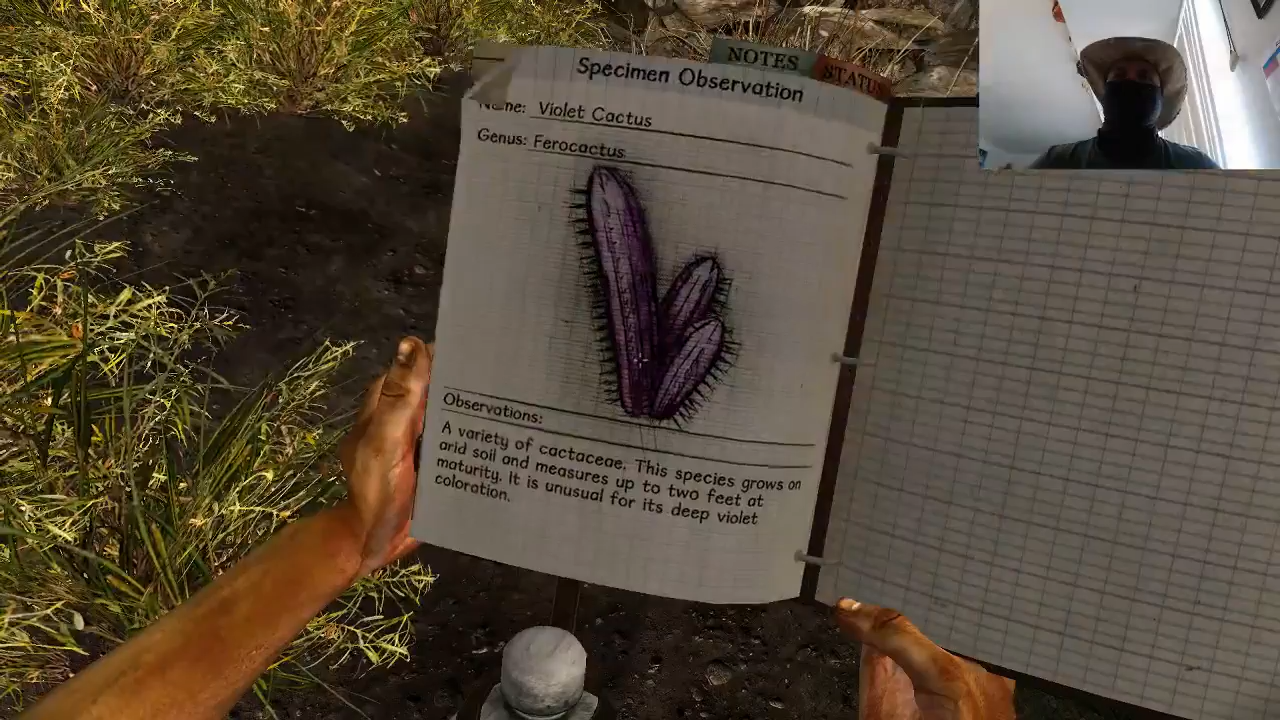 NOTES
STATUS
Specimen Observation
Name: Violet Cactus
Genus: Ferocactus
Observations:
A variety of cactaceae. This species grows on
arid soil and measures up to two feet at
maturity. It is unusual for its deep violet
coloration.